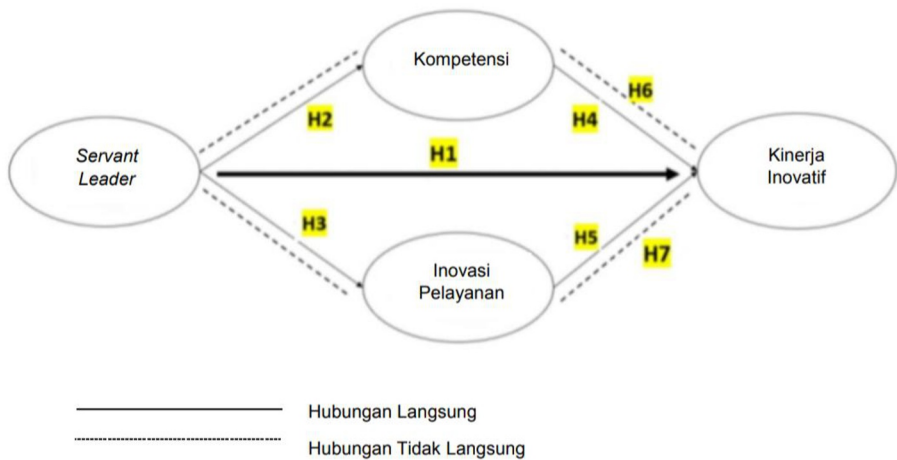 Kompetensi
H6
H2
H4
H1
Servant
Leader
Kinerja
Inovatif
H3
H5
H7
Inovasi
Pelayanan
Hubungan Langsung
Hubungan Tidak Langsung